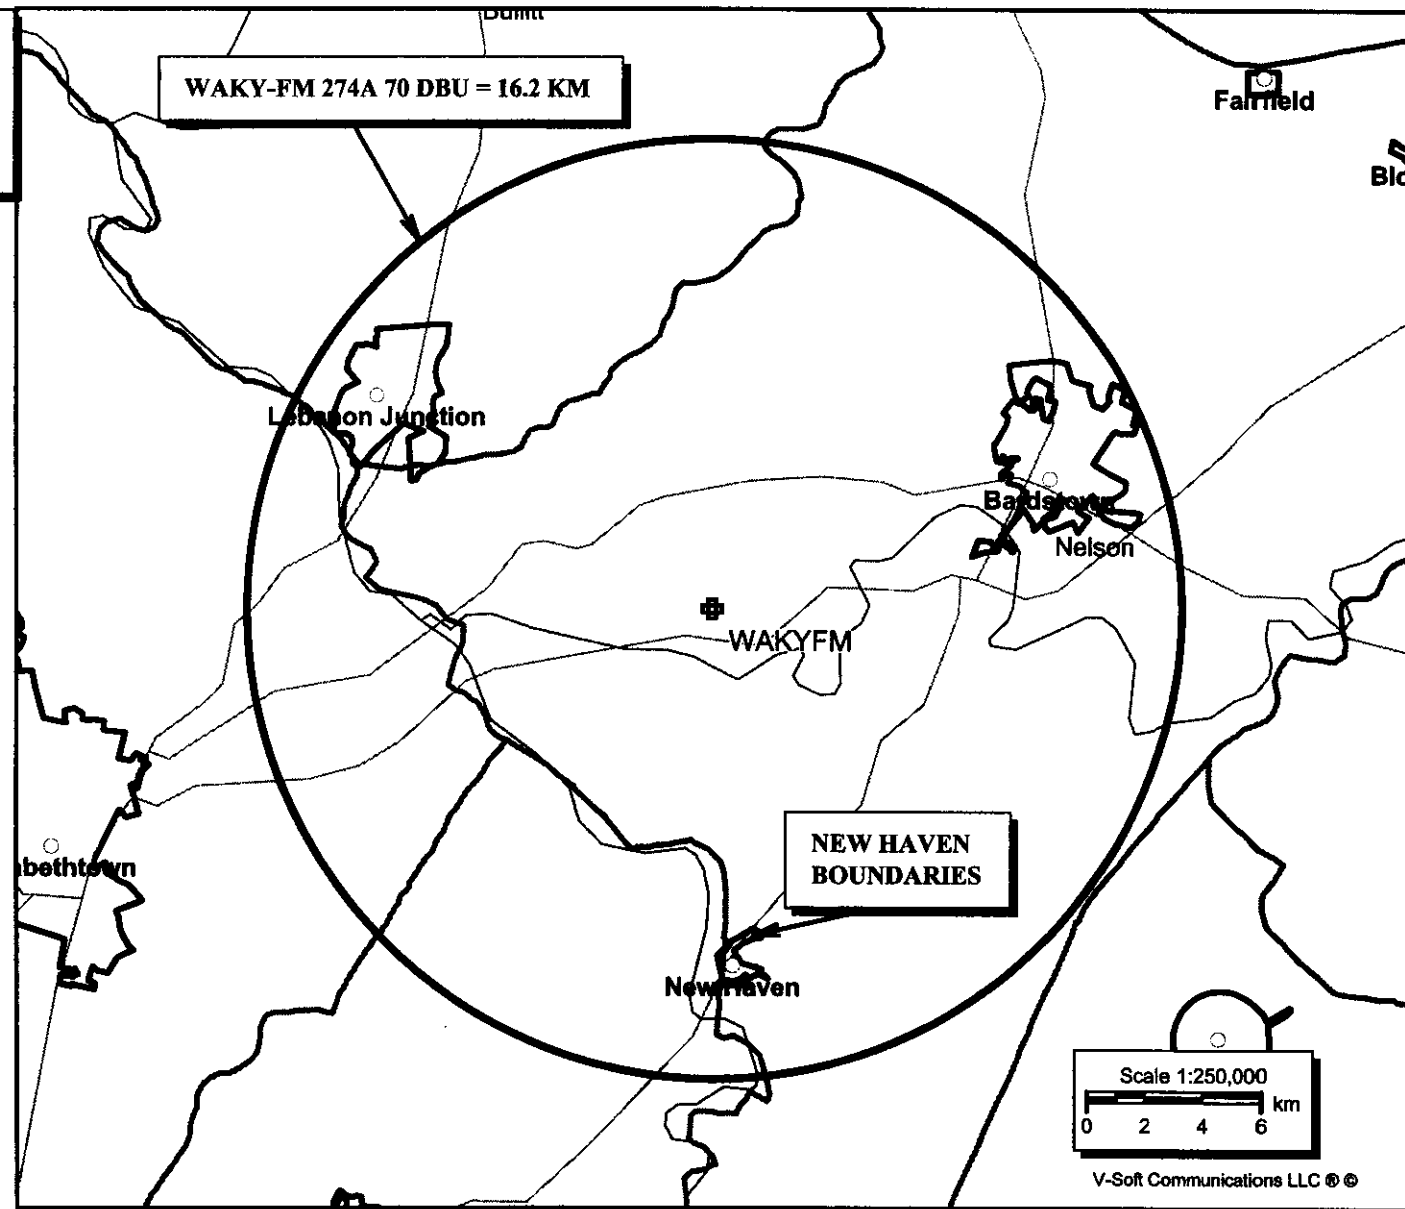 Bullitt
WAKY-FM 274A 70 DBU = 16.2 KM
Fairfield
Lebanon Junction
Bardstown
Nelson
WAKYFM
NEW HAVEN
BOUNDARIES
New Haven
Scale 1:250,000
km
0 2 4 6
V-Soft Communications LLC ® ©